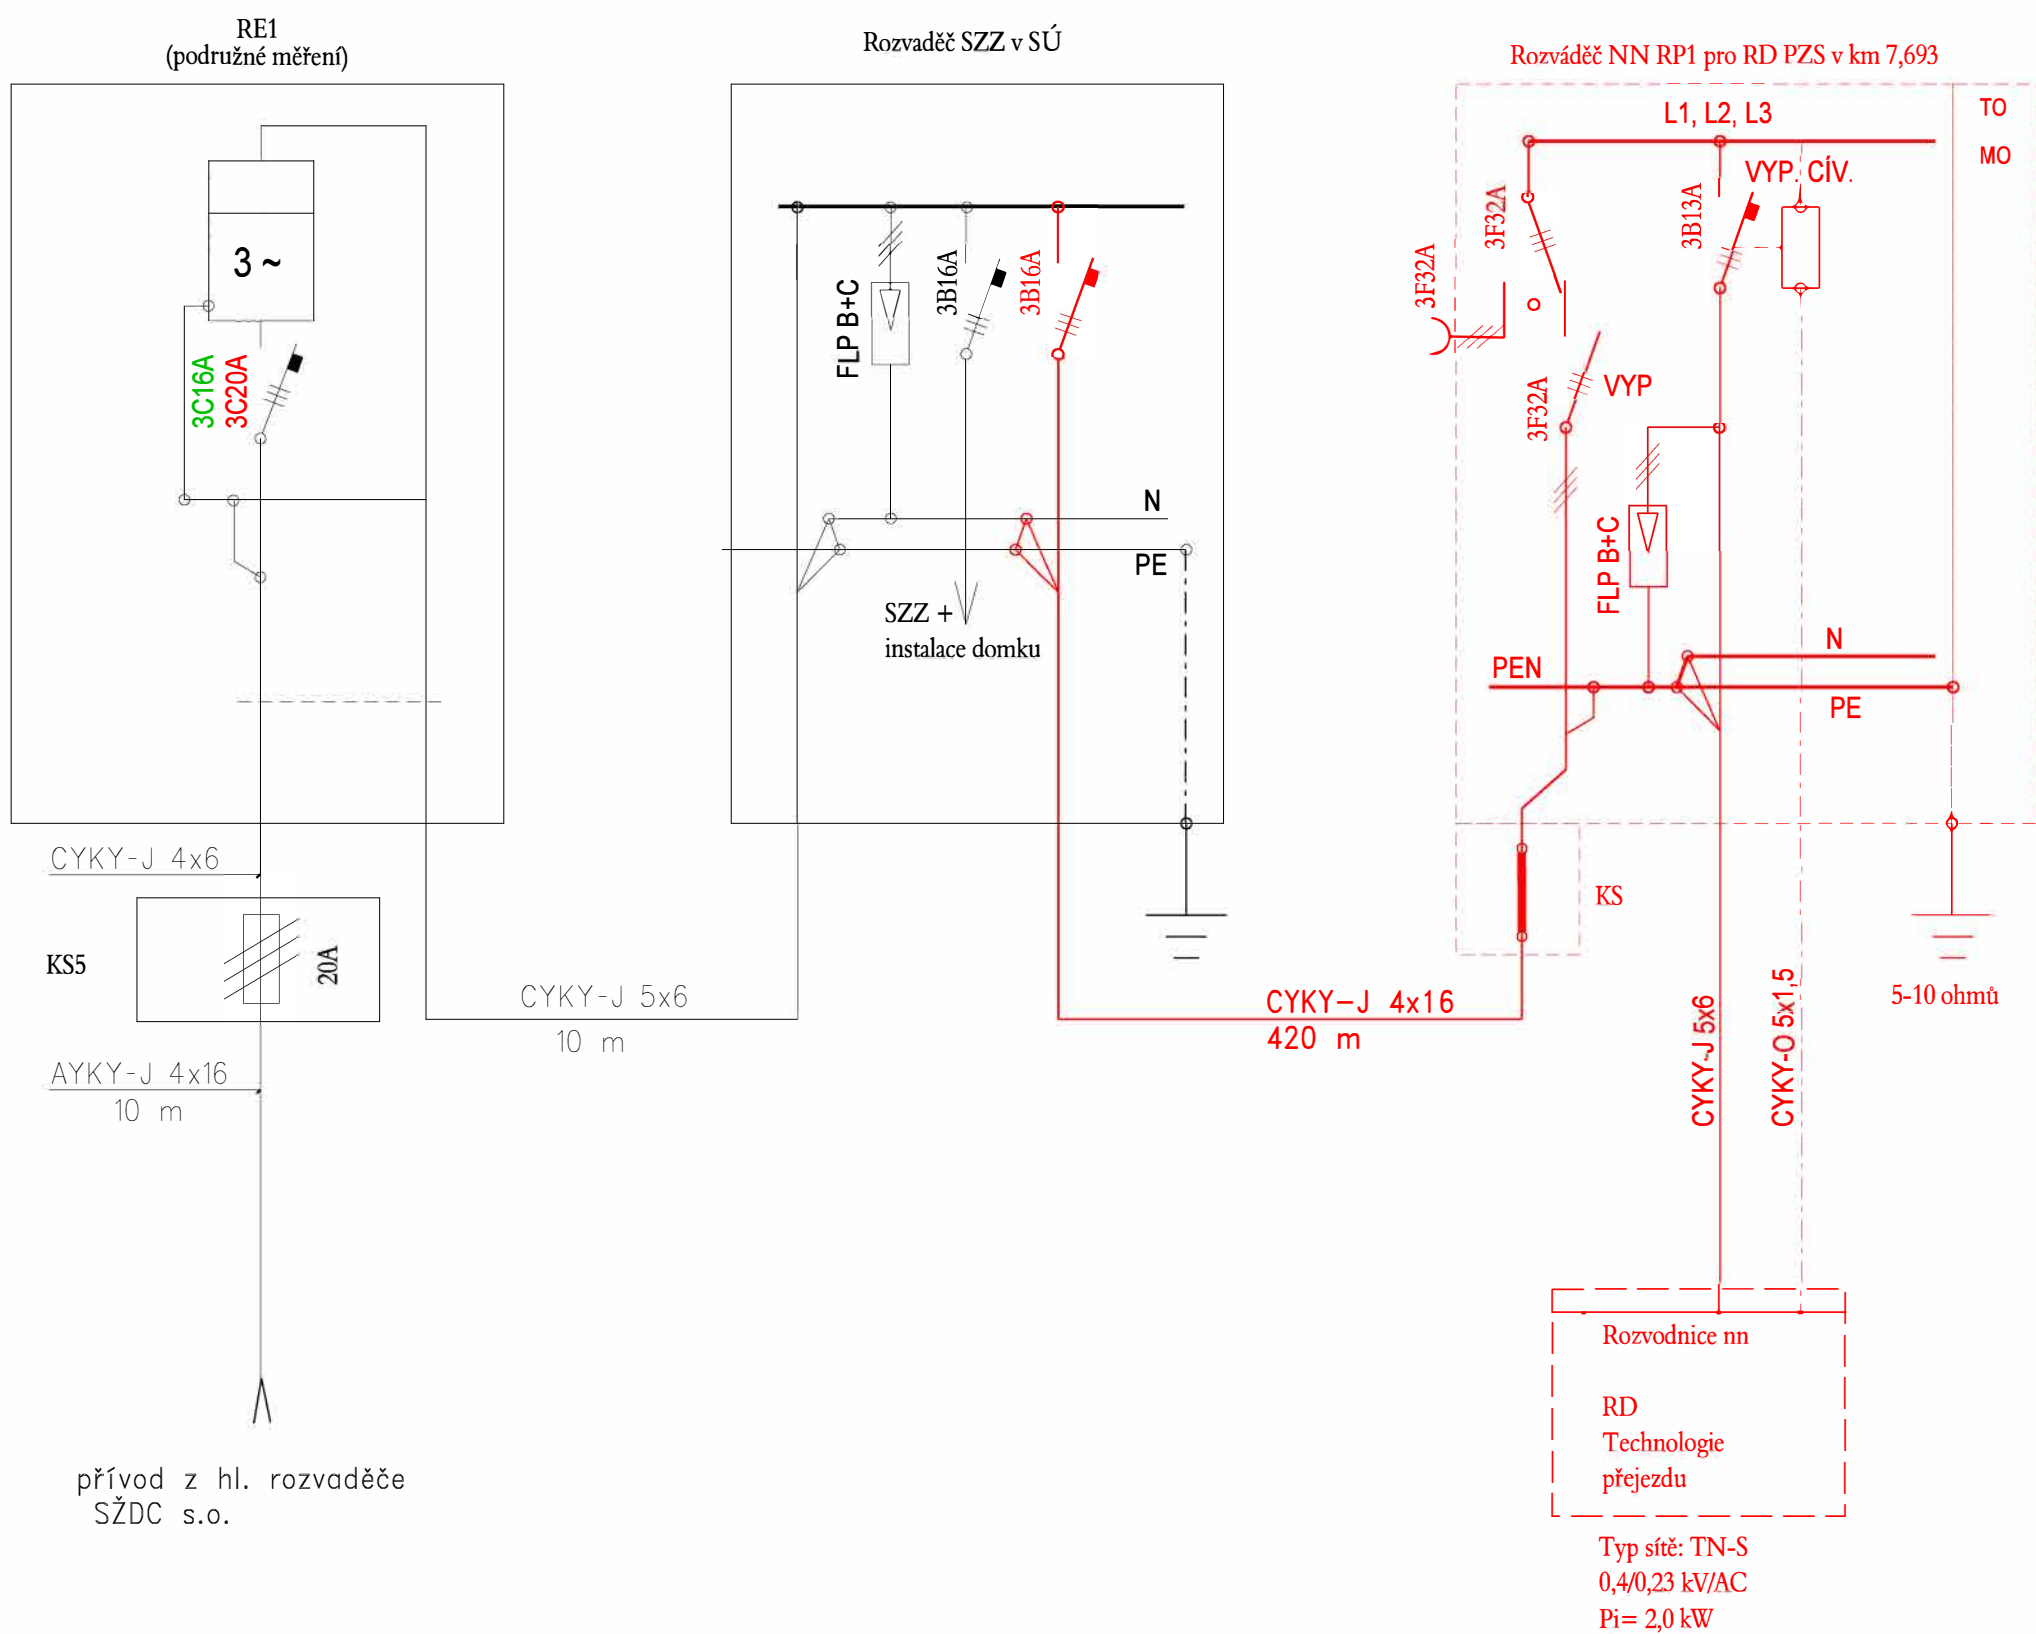 RE1
(podružné měření)
3 ~
3C16A
3C20A
CYKY-J 4x6
KS5
20A
AYKY-J 4x16
10 m
přívod z hl. rozvaděče
SŽDC s.o.
CYKY-J 5x6
10 m
Rozvaděč SZZ v SÚ
FLP B+C
3B16A
3B16A
N
PE
SZZ +
instalace domku
CYKY-J 4x16
420 m
Rozváděč NN RP1 pro RD PZS v km 7,693
TO
MO
L1, L2, L3
VYP. CÍV.
3F32A
3F32A
3B13A
3F32A
VYP
FLP B+C
N
PEN
PE
KS
5-10 ohmů
CYKY-J 5x6
CYKY-O 5x1,5
Rozvodnice nn
RD
Technologie
přejezdu
Typ sítě: TN-S
0,4/0,23 kV/AC
Pi= 2,0 kW